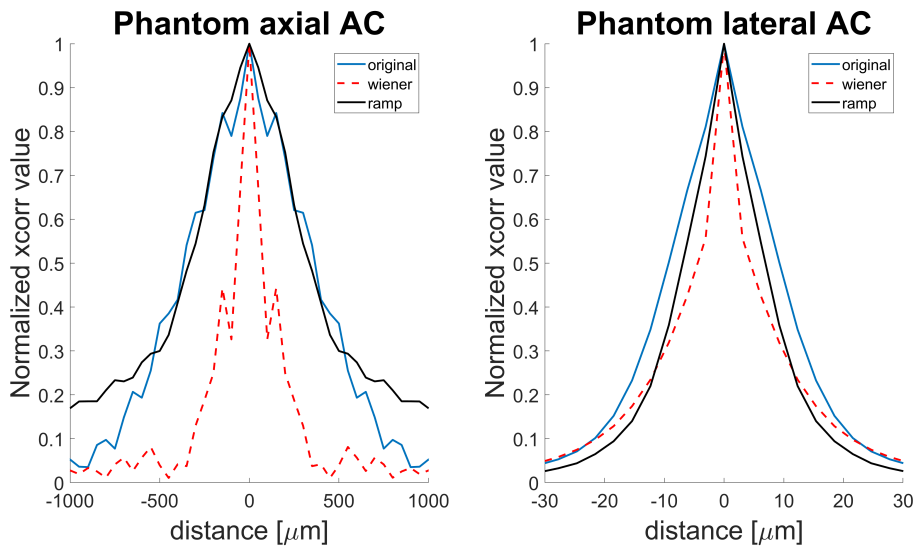 Phantom axial AC
Normalized xcorr value
1
0.9
0.8
0.7
0.6
0.5
0.4
0.3
0.2
0.1
0
-1000
-500
0
500
1000
distance [μm]
original
wiener
ramp
Phantom lateral AC
Normalized xcorr value
1
0.9
0.8
0.7
0.6
0.5
0.4
0.3
0.2
0.1
0
-30
-20
-10
0
10
20
30
distance [μm]
original
wiener
ramp